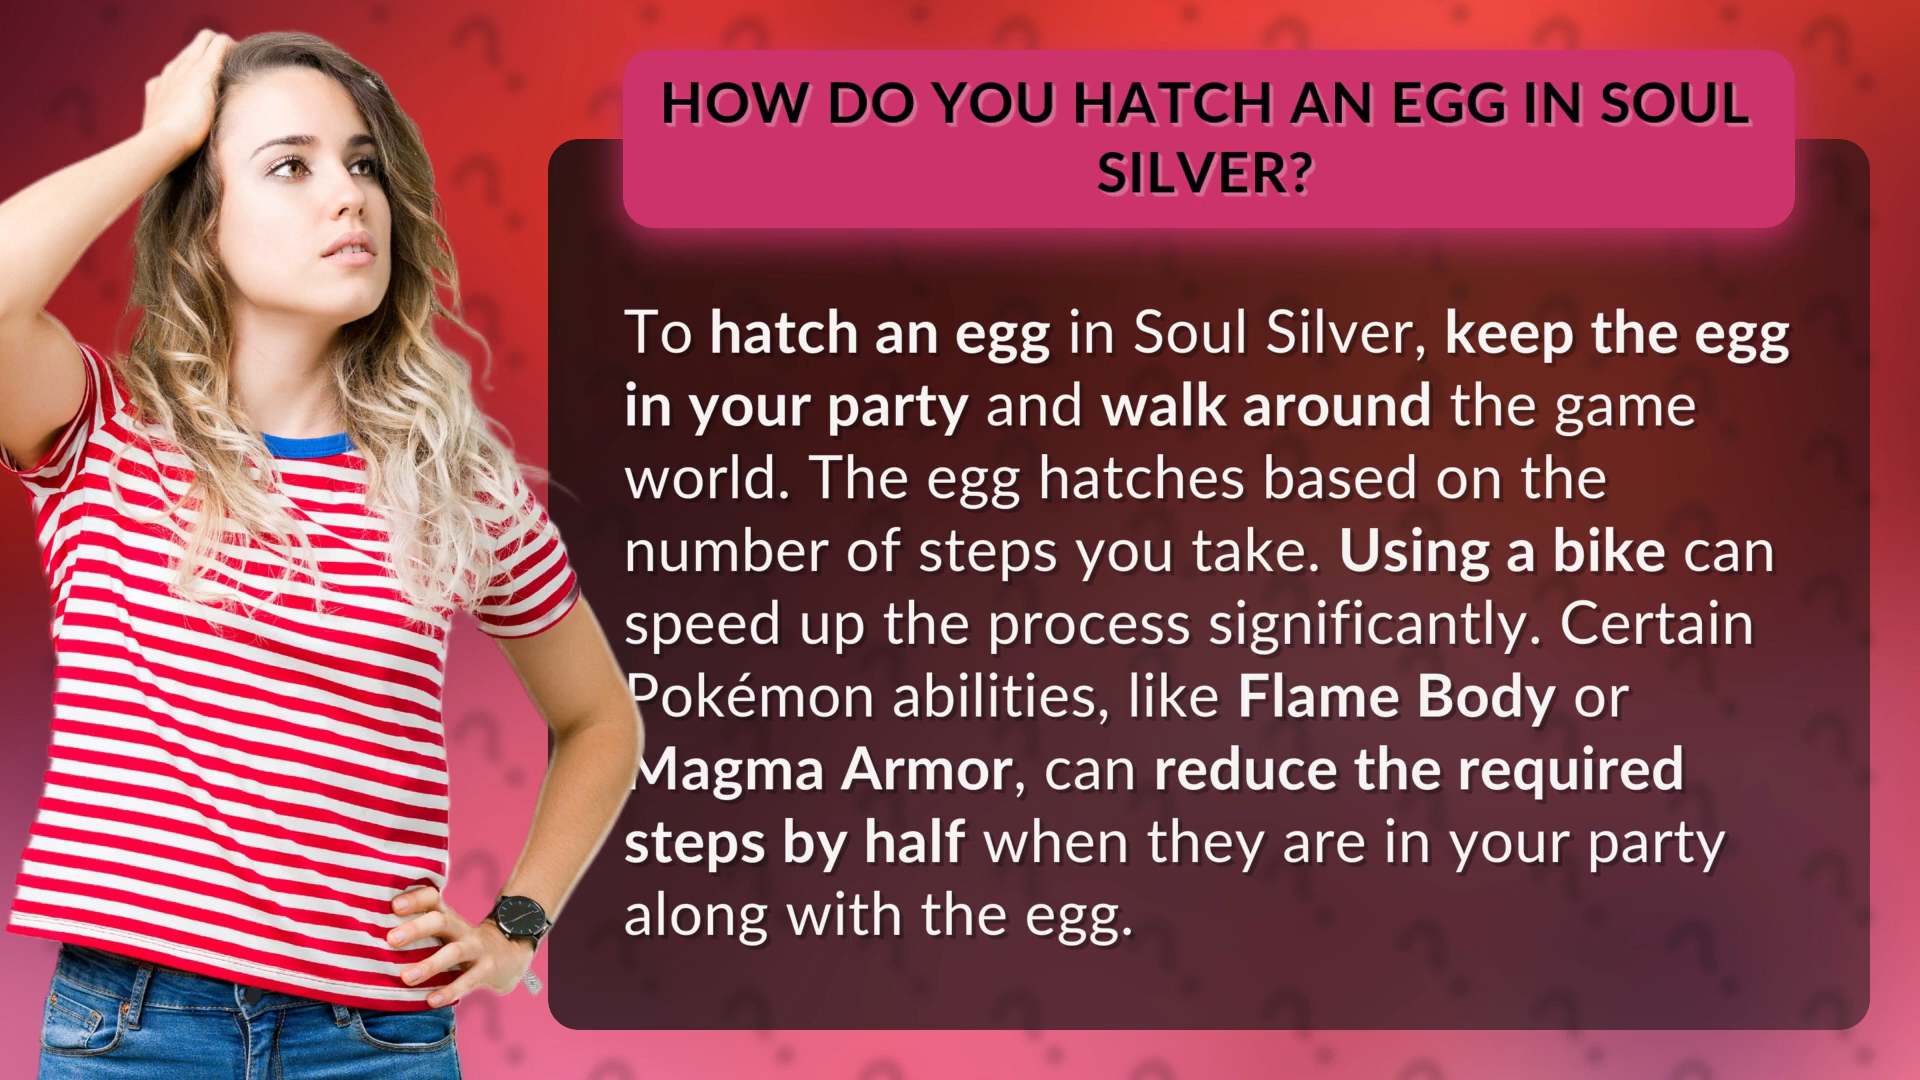 HOW DO YOU HATCH AN EGG IN SOUL
SILVER?
To hatch an egg in Soul Silver, keep the egg
in your party and walk around the game
world. The egg hatches based on the
number of steps you take. Using a bike can
speed up the process significantly. Certain
Pokémon abilities, like Flame Body or
Magma Armor, can reduce the required
steps by half when they are in your party
along with the egg.